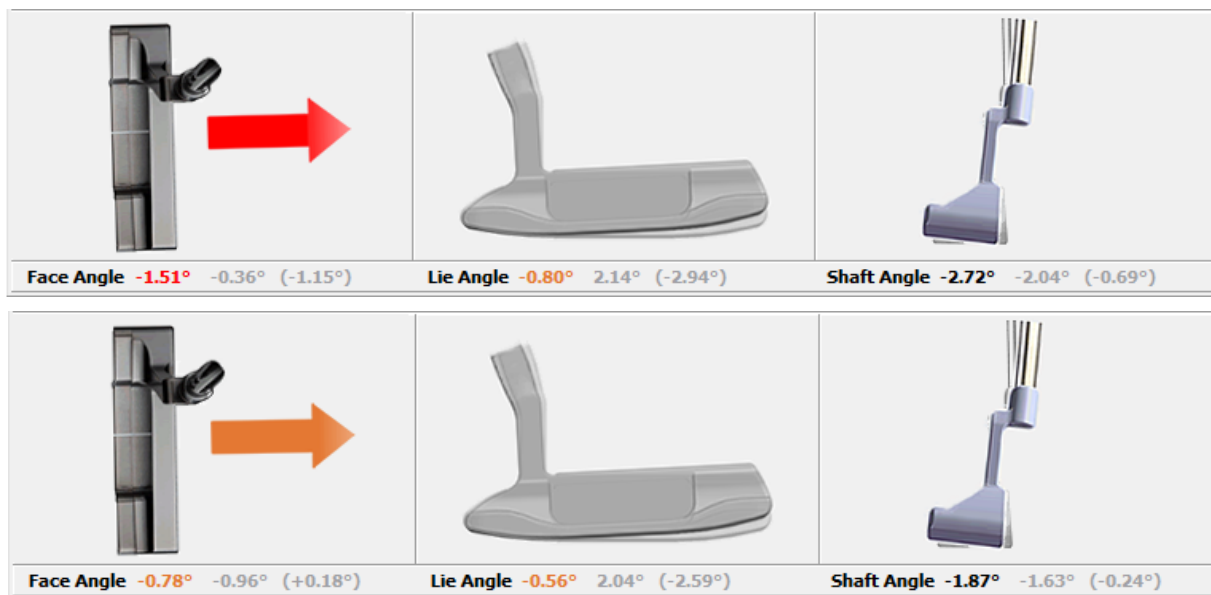 Face Angle -1.51° -0.36° (-1.15°) Lie Angle -0.80° 2.14° (-2.94°) Shaft Angle -2.72° -2.04° (-0.69°)
Face Angle -0.78° -0.96° (+0.18°) Lie Angle -0.56° 2.04° (-2.59°) Shaft Angle -1.87° -1.63° (-0.24°)